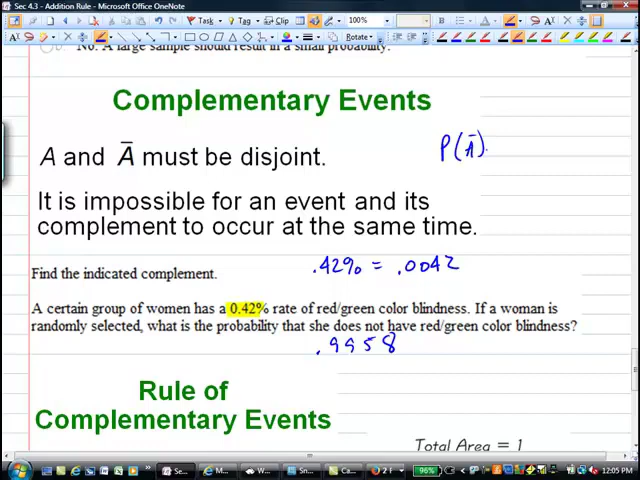 Sec 4.3 - Addition Rule - Microsoft Office OneNote
Task
100%
Rotate
No. A large sample should result in a small probability.
Complementary Events
P(Ā)
A and Ā must be disjoint.
It is impossible for an event and its
complement to occur at the same time.
.42% = .0042
Find the indicated complement.
A certain group of women has a 0.42% rate of red/green color blindness. If a woman is
randomly selected, what is the probability that she does not have red/green color blindness?
.9958
Rule of
Complementary Events
Total Area = 1
96%
12:05 PM